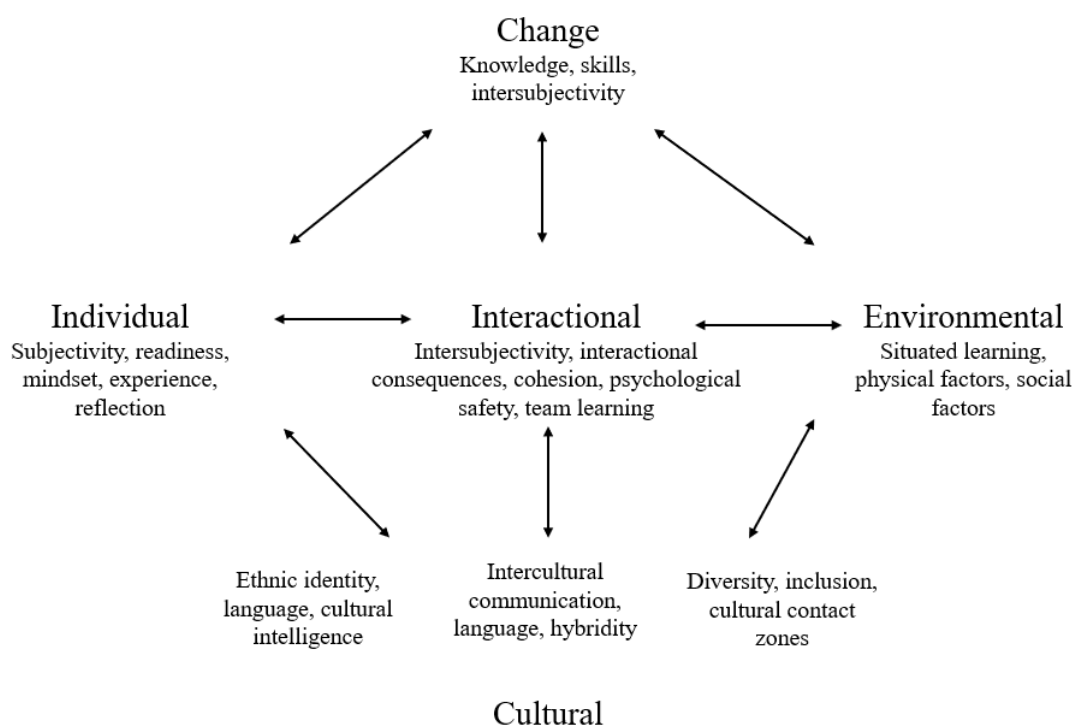 Change
Knowledge, skills,
intersubjectivity
Individual
Subjectivity, readiness,
mindset, experience,
reflection
Interactional
Intersubjectivity, interactional
consequences, cohesion, psychological
safety, team learning
Environmental
Situated learning,
physical factors, social
factors
Ethnic identity,
language, cultural
intelligence
Intercultural
communication,
language, hybridity
Diversity, inclusion,
cultural contact
zones
Cultural